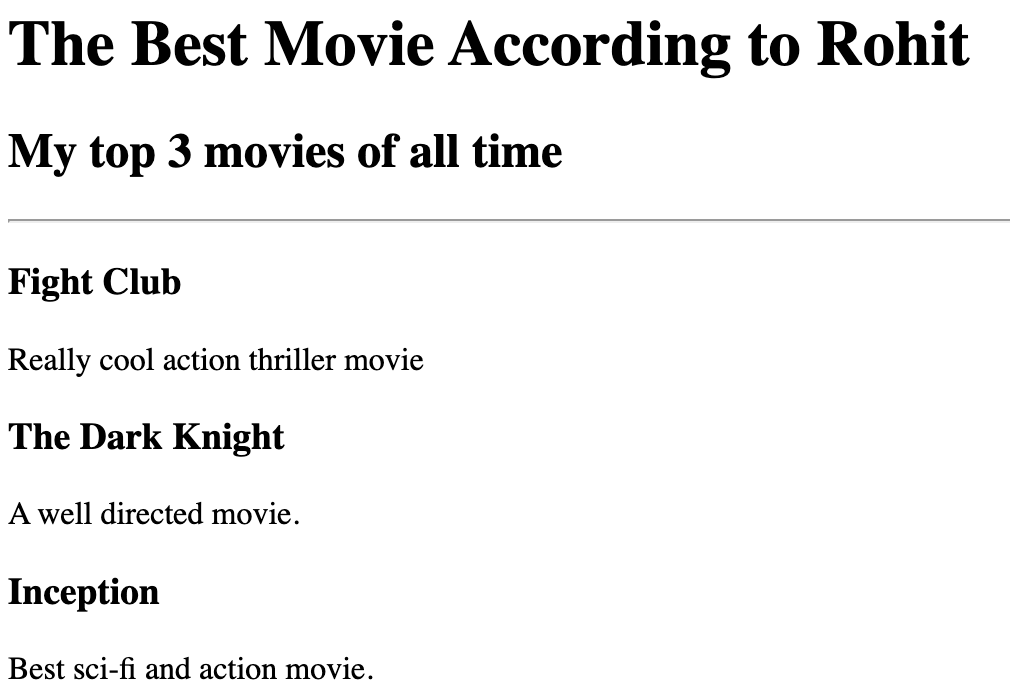 The Best Movie According to Rohit
My top 3 movies of all time
Fight Club
Really cool action thriller movie
The Dark Knight
A well directed movie.
Inception
Best sci-fi and action movie.